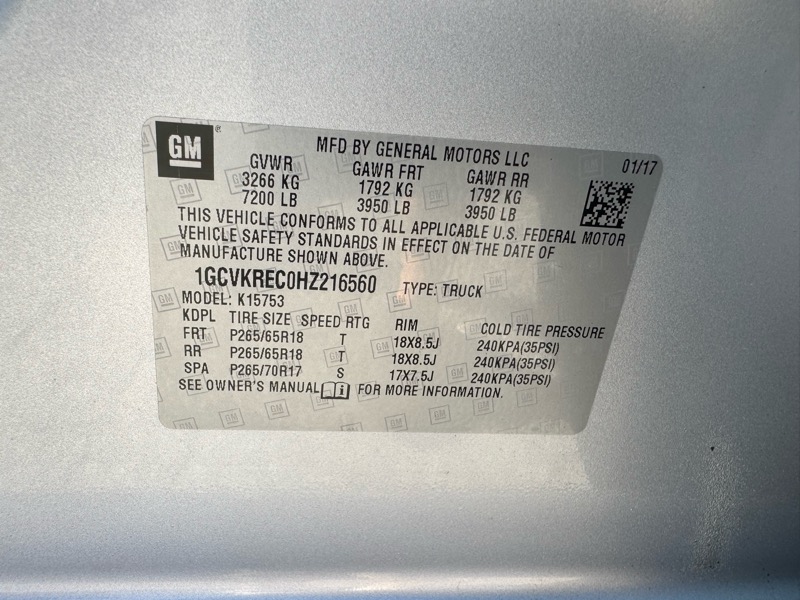 GM ®
MFD BY GENERAL MOTORS LLC
01/17
GVWR GAWR FRT GAWR RR
3266 KG 1792 KG 1792 KG
7200 LB 3950 LB 3950 LB
THIS VEHICLE CONFORMS TO ALL APPLICABLE U.S. FEDERAL MOTOR
VEHICLE SAFETY STANDARDS IN EFFECT ON THE DATE OF
MANUFACTURE SHOWN ABOVE.
1GCVKREC0HZ216560 TYPE: TRUCK
MODEL: K15753
KDPL TIRE SIZE SPEED RTG RIM COLD TIRE PRESSURE
FRT P265/65R18 T 18X8.5J 240KPA(35PSI)
RR P265/65R18 T 18X8.5J 240KPA(35PSI)
SPA P265/70R17 S 17X7.5J 240KPA(35PSI)
SEE OWNER'S MANUAL FOR MORE INFORMATION.